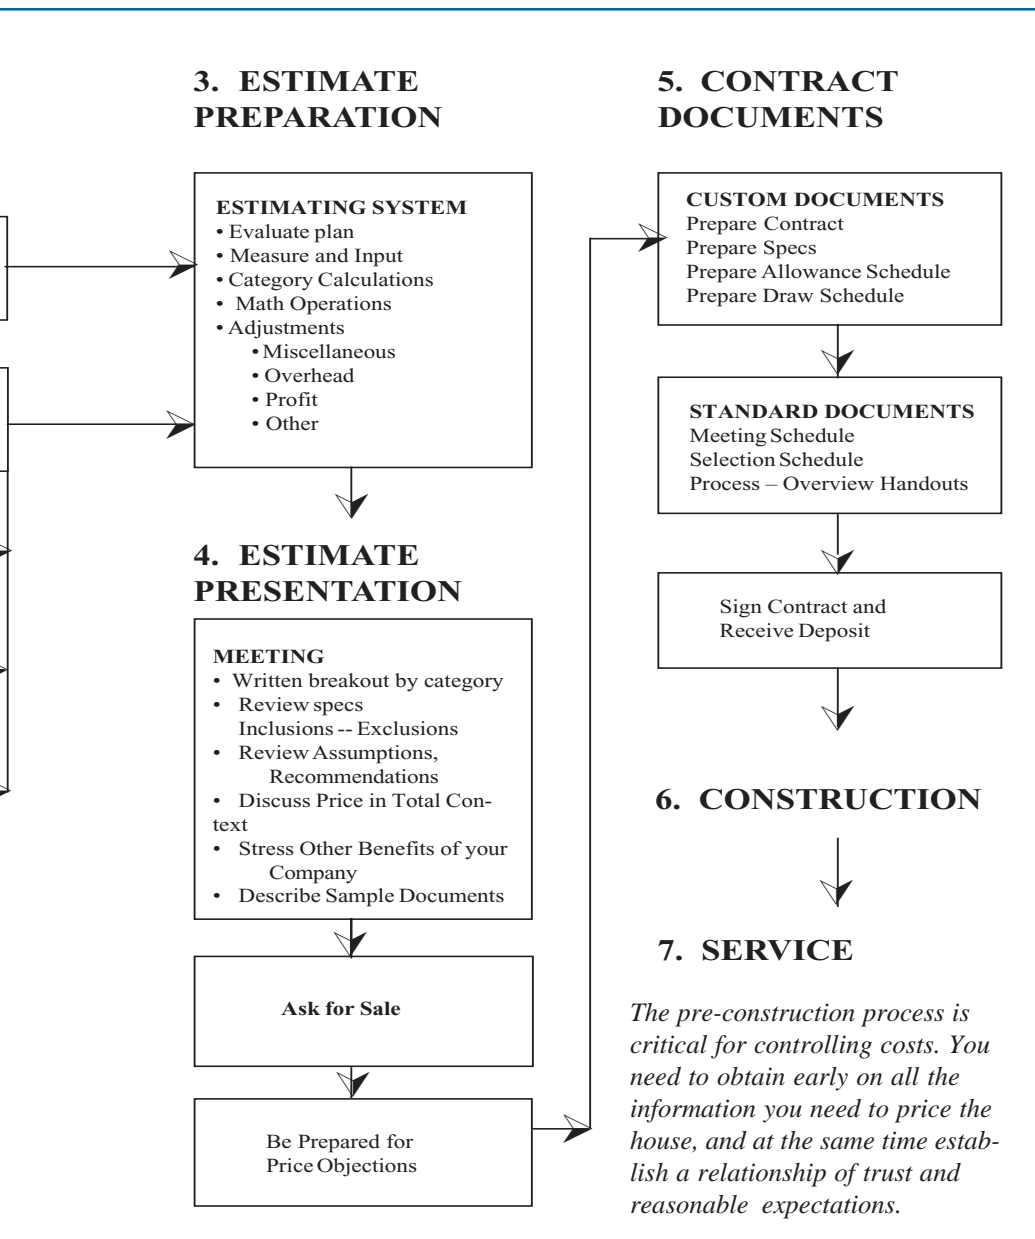 3. ESTIMATE
PREPARATION
ESTIMATING SYSTEM
• Evaluate plan
• Measure and Input
• Category Calculations
• Math Operations
• Adjustments
• Miscellaneous
• Overhead
• Profit
• Other
4. ESTIMATE
PRESENTATION
MEETING
• Written breakout by category
• Review specs
Inclusions -- Exclusions
• Review Assumptions,
Recommendations
• Discuss Price in Total Con-
text
• Stress Other Benefits of your
Company
• Describe Sample Documents
Ask for Sale
Be Prepared for
Price Objections
5. CONTRACT
DOCUMENTS
CUSTOM DOCUMENTS
Prepare Contract
Prepare Specs
Prepare Allowance Schedule
Prepare Draw Schedule
STANDARD DOCUMENTS
Meeting Schedule
Selection Schedule
Process – Overview Handouts
Sign Contract and
Receive Deposit
6. CONSTRUCTION
7. SERVICE
The pre-construction process is
critical for controlling costs. You
need to obtain early on all the
information you need to price the
house, and at the same time estab-
lish a relationship of trust and
reasonable expectations.